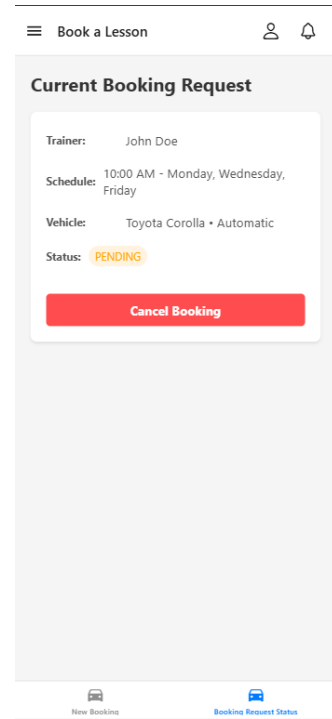 Book a Lesson
Current Booking Request
Trainer: John Doe
Schedule: 10:00 AM - Monday, Wednesday,
Friday
Vehicle: Toyota Corolla • Automatic
Status: PENDING
Cancel Booking
New Booking Booking Request Status